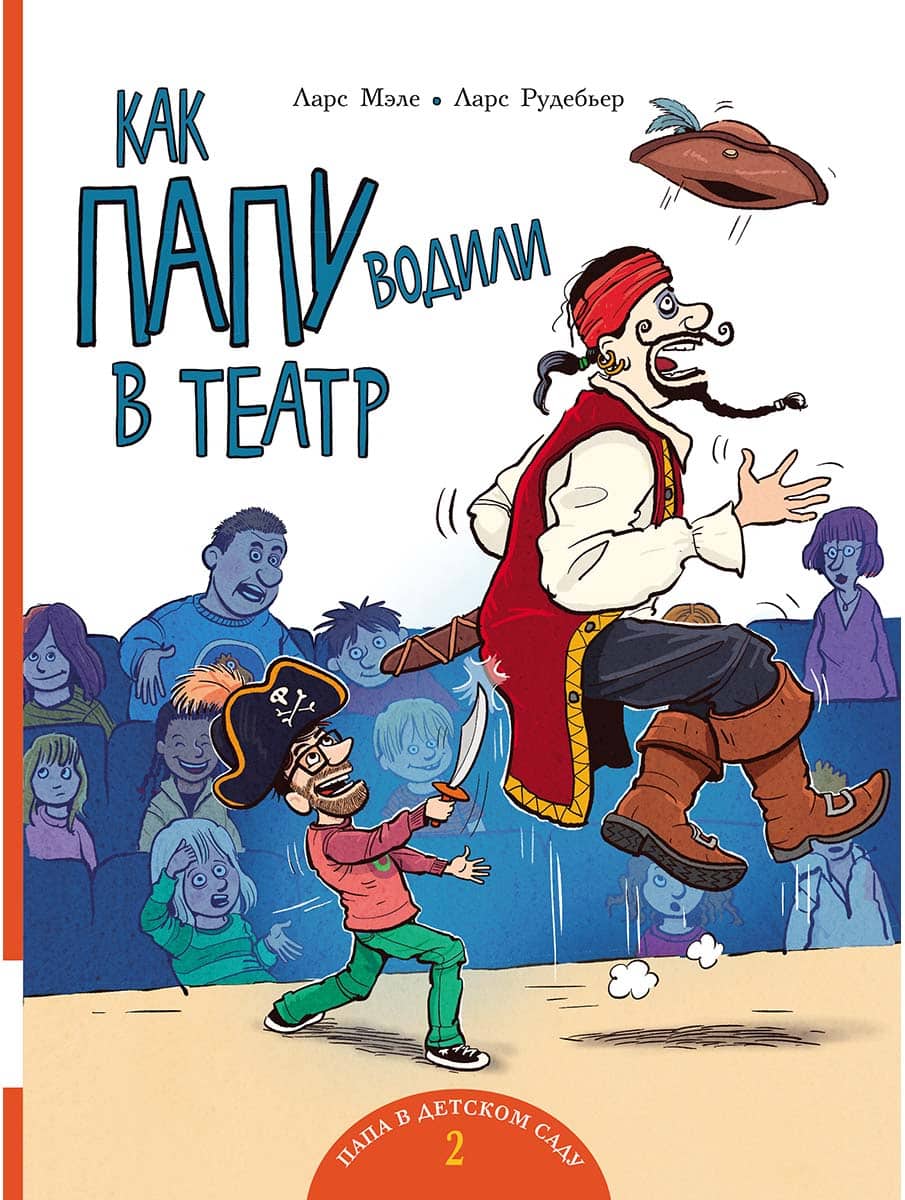 Ларс Мэле • Ларс Рудебьер
КАК
ПАПУ
ВОДИЛИ
В ТЕАТР
Ф
ПАПА В ДЕТСКОМ САДУ
2